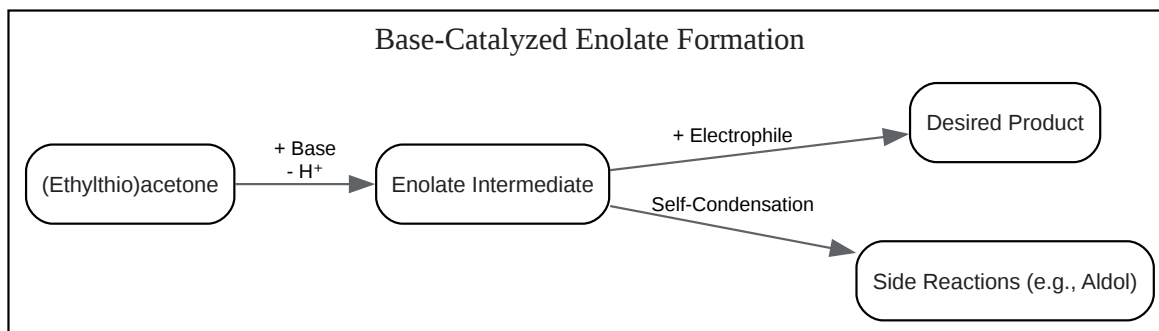 Base-Catalyzed Enolate Formation
(Ethylthio)acetone
+ Base
- H⁺
Enolate Intermediate
+ Electrophile
Desired Product
Self-Condensation
Side Reactions (e.g., Aldol)